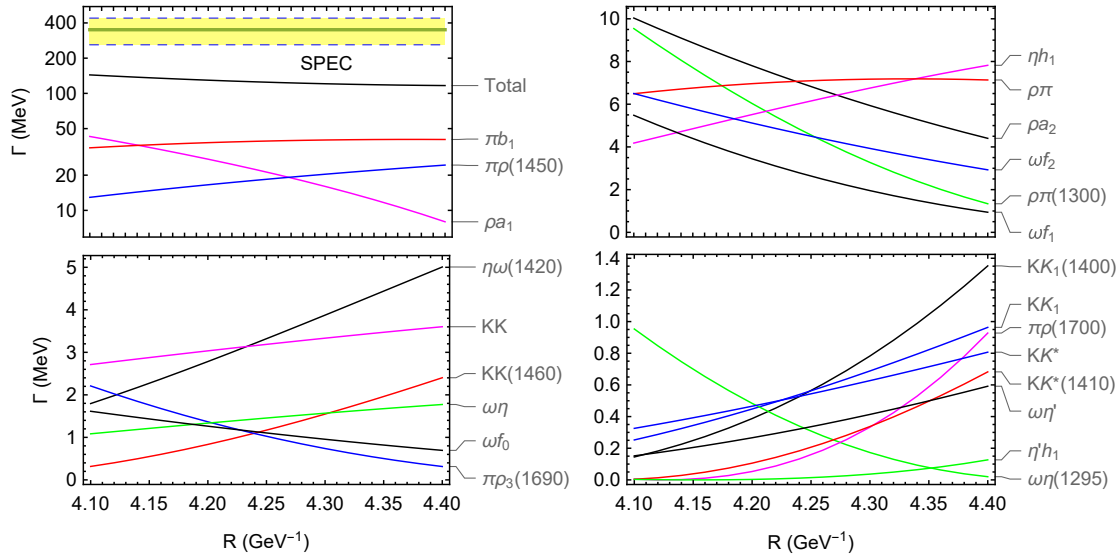 Γ (MeV)
400
200
100
50
20
10
SPEC
Total
πb₁
πρ(1450)
ρa₁
10
8
6
4
2
0
ηh₁
ρπ
ρa₂
ωf₂
ρπ(1300)
ωf₁
Γ (MeV)
5
4
3
2
1
0
4.10 4.15 4.20 4.25 4.30 4.35 4.40
R (GeV⁻¹)
ηω(1420)
KK
KK(1460)
ωη
ωf₀
πρ₃(1690)
1.4
1.2
1.0
0.8
0.6
0.4
0.2
0.0
4.10 4.15 4.20 4.25 4.30 4.35 4.40
R (GeV⁻¹)
KK₁(1400)
KK₁
πρ(1700)
KK*
KK*(1410)
ωη'
η'h₁
ωη(1295)